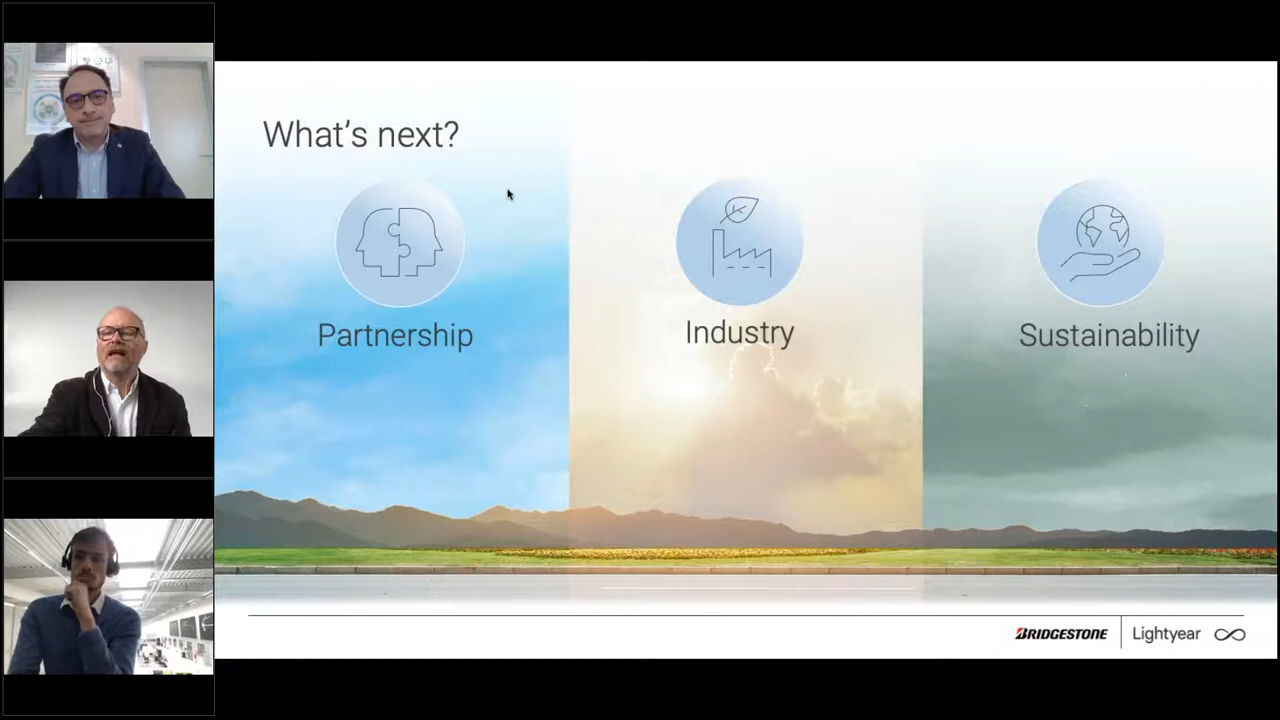 What's next?
Partnership
Industry
Sustainability
BRIDGESTONE
Lightyear